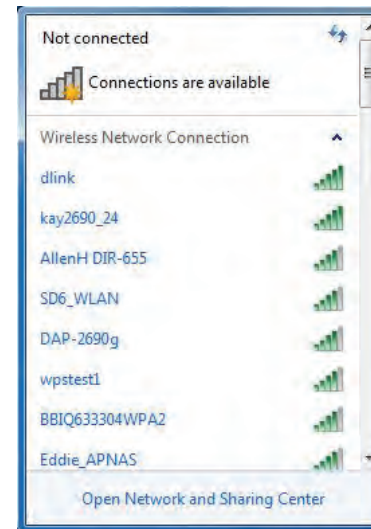 Not connected
Connections are available
Wireless Network Connection
dlink
kay2690_24
AllenH DIR-655
SD6_WLAN
DAP-2690g
wpstest1
BBIQ633304WPA2
Eddie_APNAS
Open Network and Sharing Center